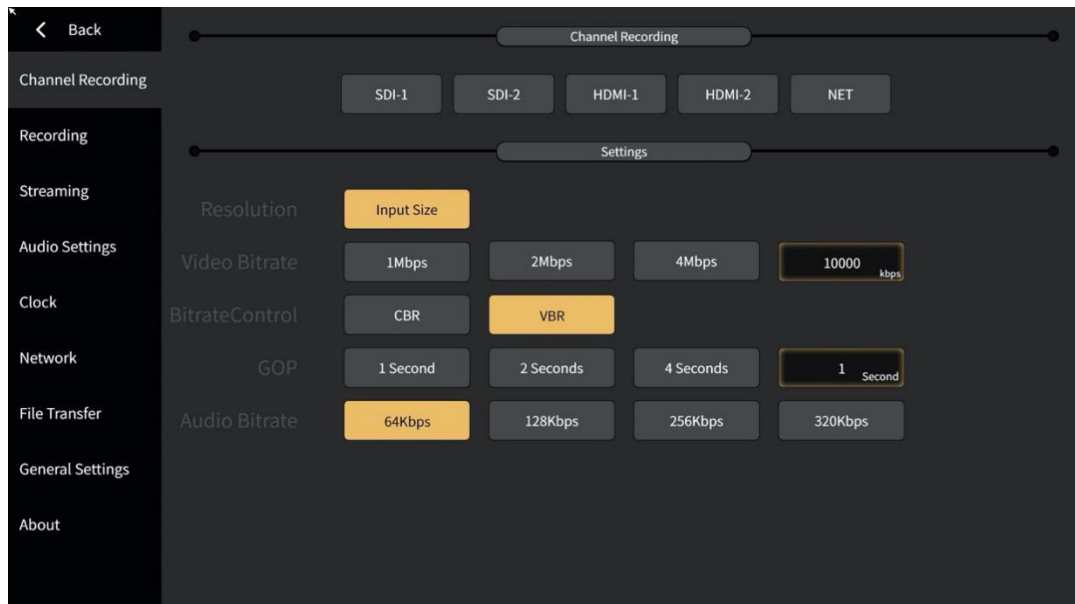 Back
Channel Recording
Recording
Streaming
Audio Settings
Clock
Network
File Transfer
General Settings
About
Channel Recording
SDI-1 SDI-2 HDMI-1 HDMI-2 NET
Settings
Resolution Input Size
Video Bitrate 1Mbps 2Mbps 4Mbps 10000 kbps
BitrateControl CBR VBR
GOP 1 Second 2 Seconds 4 Seconds 1 Second
Audio Bitrate 64Kbps 128Kbps 256Kbps 320Kbps